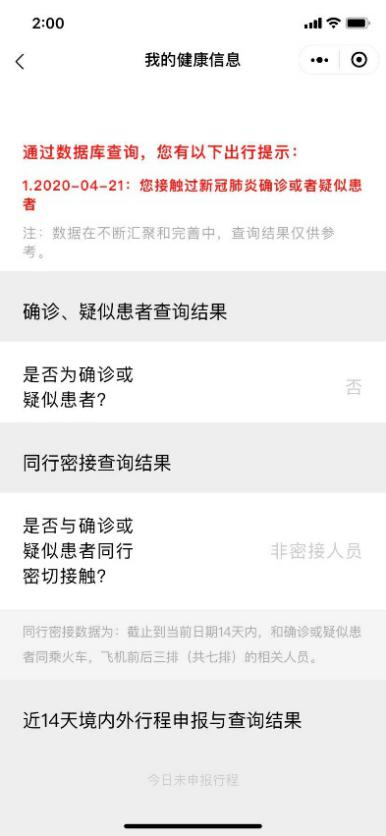 2:00
我的健康信息
通过数据库查询，您有以下出行提示：
1.2020-04-21：您接触过新冠肺炎确诊或者疑似患
者
注：数据在不断汇聚和完善中，查询结果仅供参
考。
确诊、疑似患者查询结果
是否为确诊或
疑似患者?
否
同行密接查询结果
是否与确诊或
疑似患者同行
密切接触?
非密接人员
同行密接数据为：截止到当前日期14天内，和确诊或疑似患
者同乘火车，飞机前后三排（共七排）的相关人员。
近14天境内外行程申报与查询结果
今日未申报行程